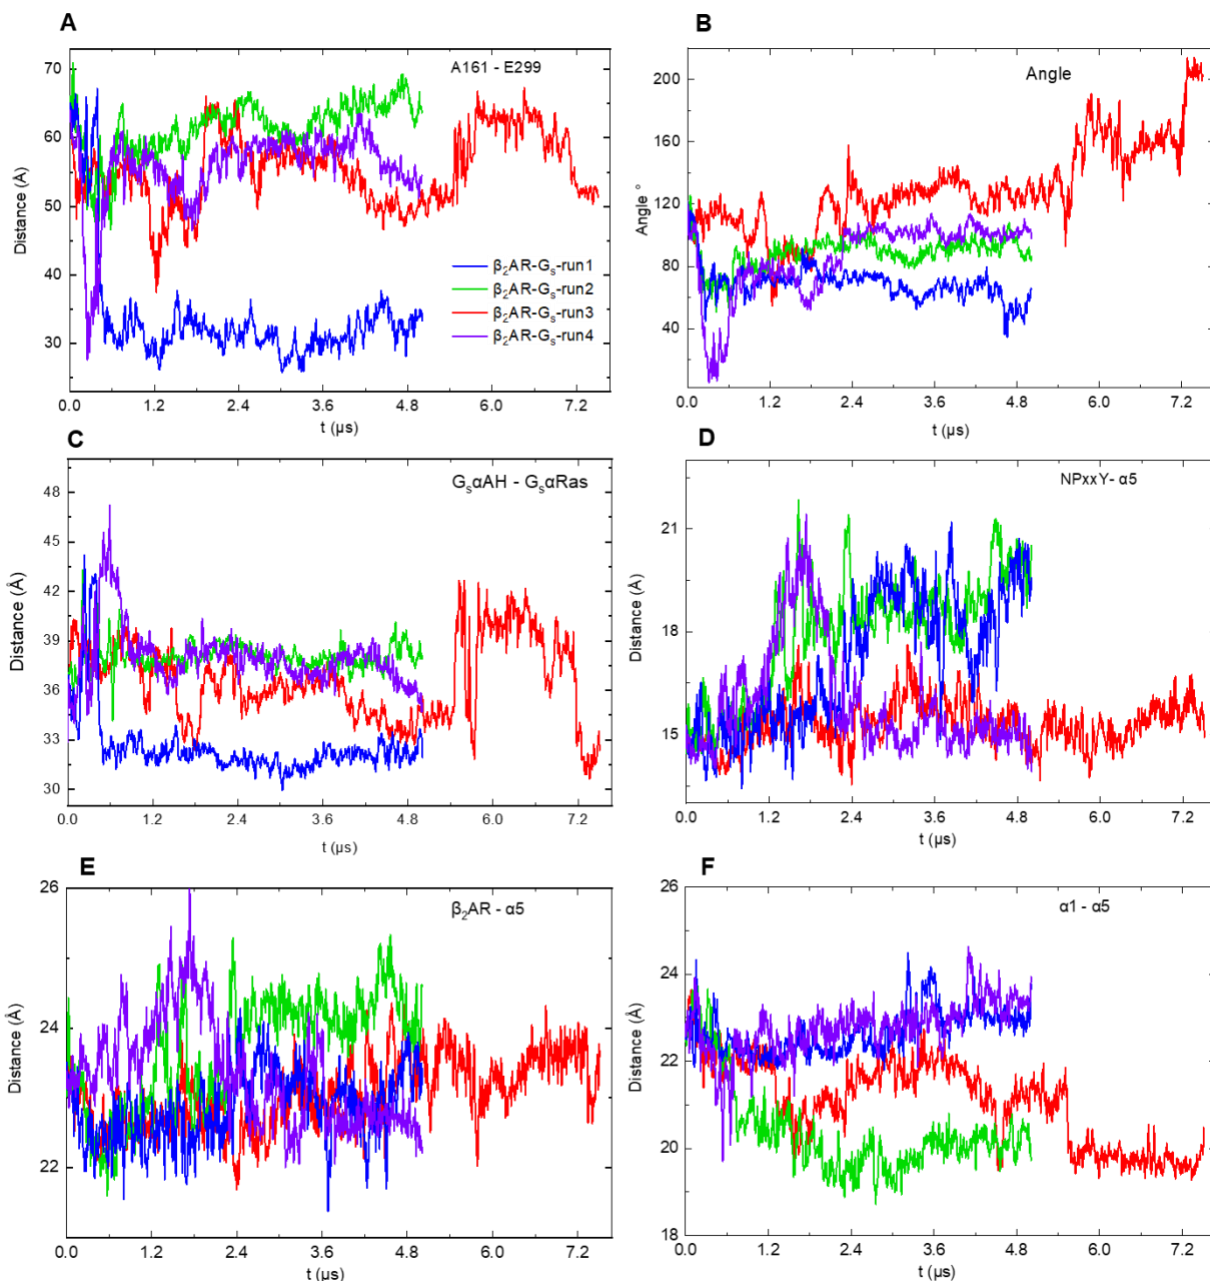 A
A161 - E299
70
60
50
40
30
Distance (Å)
β₂AR-Gₛ-run1
β₂AR-Gₛ-run2
β₂AR-Gₛ-run3
β₂AR-Gₛ-run4
0.0 1.2 2.4 3.6 4.8 6.0 7.2
t (µs)
B
Angle
200
160
120
80
40
Angle °
0.0 1.2 2.4 3.6 4.8 6.0 7.2
t (µs)
C
GₛαAH - GₛαRas
48
45
42
39
36
33
30
Distance (Å)
0.0 1.2 2.4 3.6 4.8 6.0 7.2
t (µs)
D
NPxxY- α5
21
18
15
Distance (Å)
0.0 1.2 2.4 3.6 4.8 6.0 7.2
t (µs)
E
β₂AR - α5
26
24
22
Distance (Å)
0.0 1.2 2.4 3.6 4.8 6.0 7.2
t (µs)
F
α1 - α5
26
24
22
20
18
Distance (Å)
0.0 1.2 2.4 3.6 4.8 6.0 7.2
t (µs)